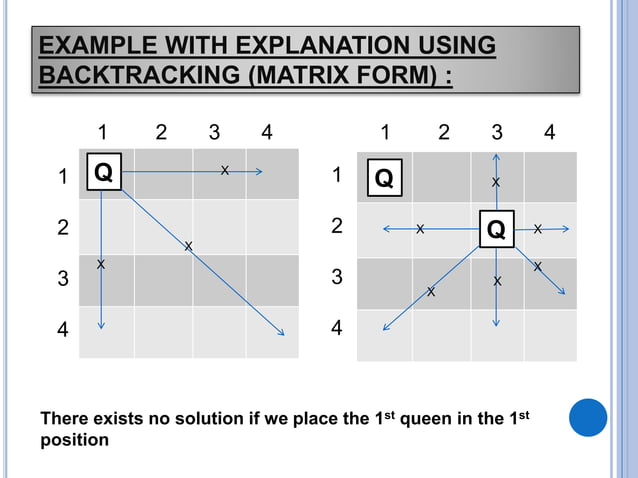 EXAMPLE WITH EXPLANATION USING
BACKTRACKING (MATRIX FORM) :
1 2 3 4
1 Q X
2 X
3 X
4
1 2 3 4
1 Q X
2 X Q X
3 X X X
4
There exists no solution if we place the 1st queen in the 1st
position